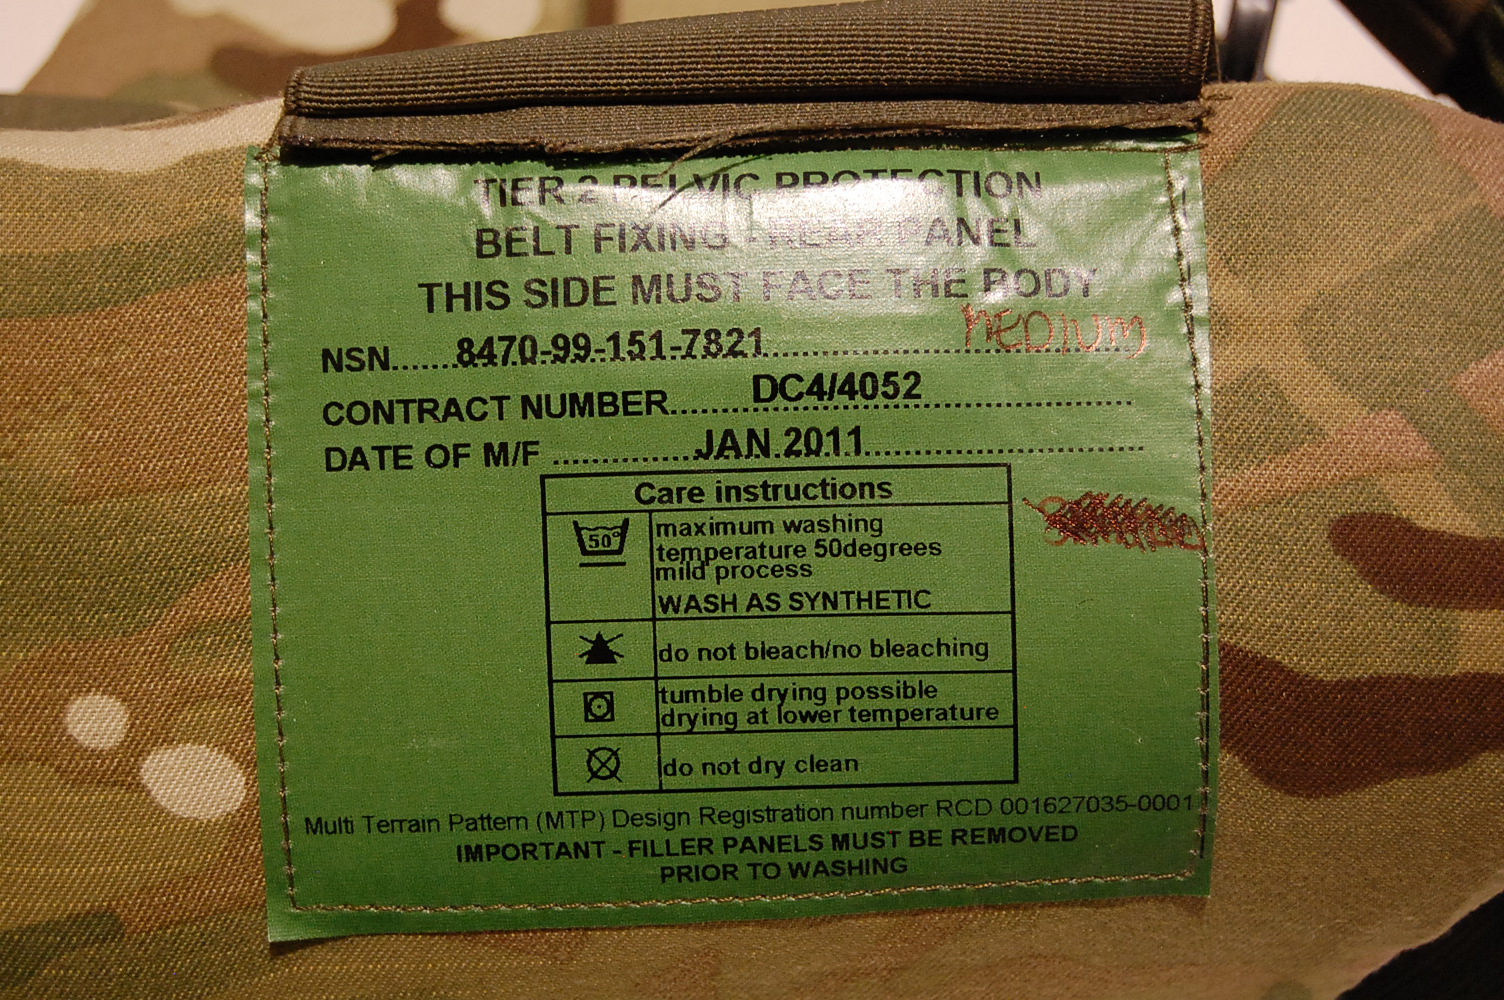 TIER 2 PELVIC PROTECTION
BELT FIXING - REAR PANEL
THIS SIDE MUST FACE THE BODY
MEDIUM
NSN......8470-99-151-7821
CONTRACT NUMBER.......DC4/4052
DATE OF M/F ..............JAN 2011
Care instructions
50°
maximum washing
temperature 50degrees
mild process
WASH AS SYNTHETIC
do not bleach/no bleaching
tumble drying possible
drying at lower temperature
do not dry clean
Multi Terrain Pattern (MTP) Design Registration number RCD 001627035-0001
IMPORTANT - FILLER PANELS MUST BE REMOVED
PRIOR TO WASHING